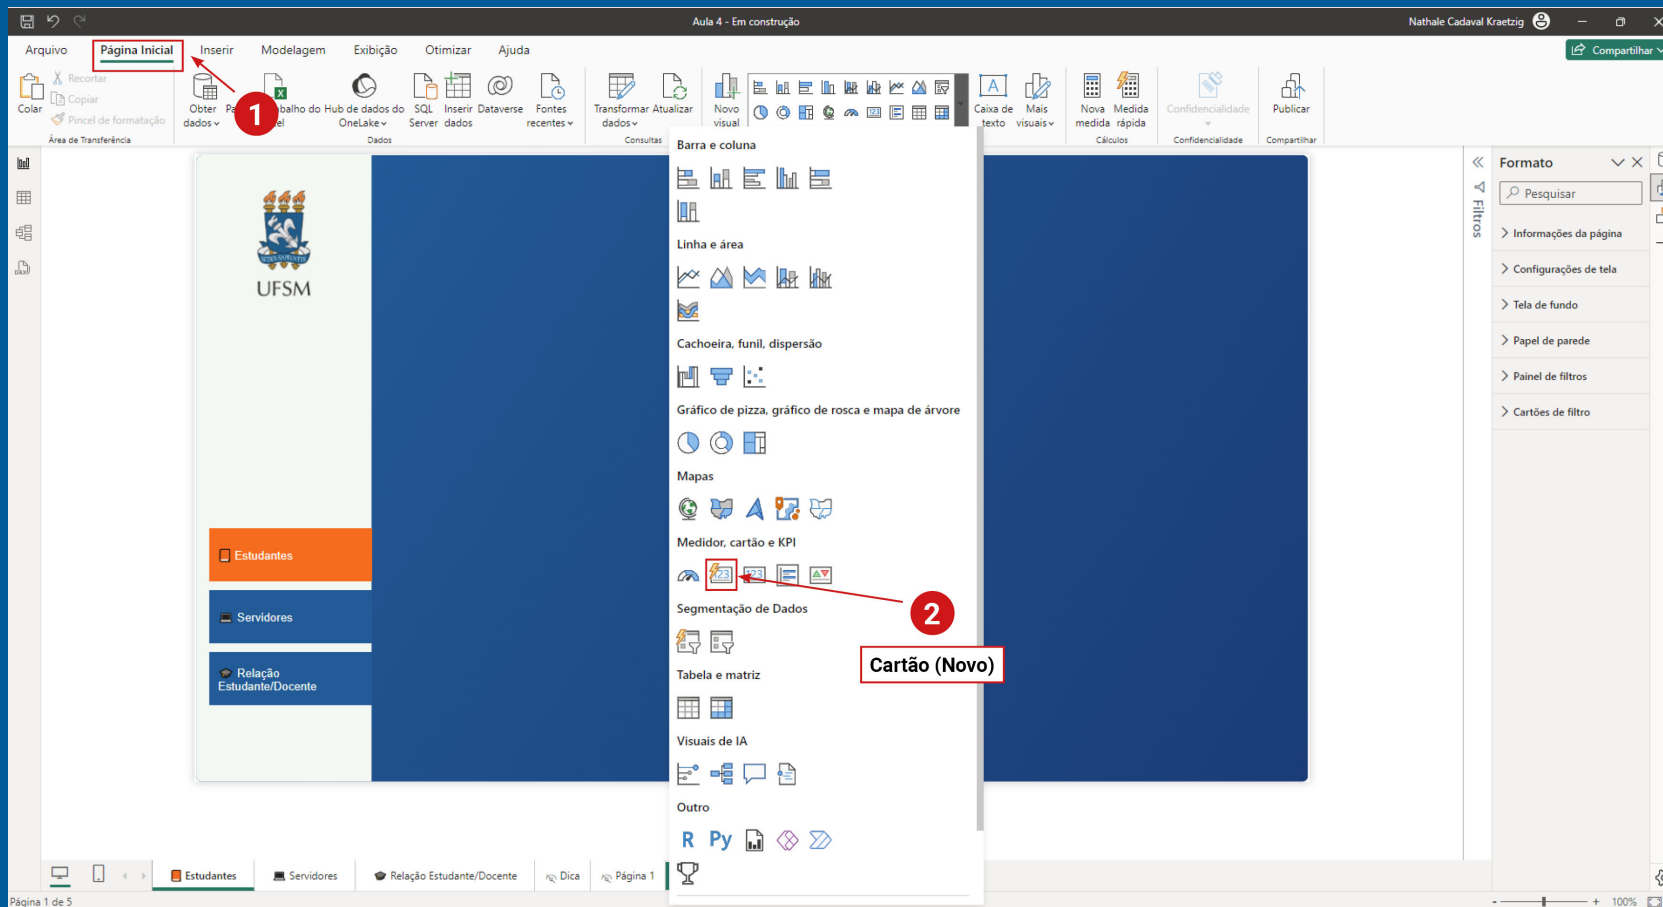 Aula 4 - Em construção
Nathale Cadaval Kraetzig
Arquivo
Página Inicial
Inserir
Modelagem
Exibição
Otimizar
Ajuda
Compartilhar
Colar
Recortar
Copiar
Pincel de formatação
Área de Transferência
Obter
dados
1
balho do
Hub de dados do
OneLake
SQL
Server
Inserir
dados
Dataverse
Fontes
recentes
Dados
Transformar
dados
Atualizar
Consultas
Novo
visual
Caixa de
texto
Mais
visuais
Nova
medida
Medida
rápida
Cálculos
Confidencialidade
Confidencialidade
Publicar
Compartilhar
UFSM
Estudantes
Servidores
Relação
Estudante/Docente
Barra e coluna
Linha e área
Cachoeira, funil, dispersão
Gráfico de pizza, gráfico de rosca e mapa de árvore
Mapas
Medidor, cartão e KPI
123
123
2
Cartão (Novo)
Segmentação de Dados
Tabela e matriz
Visuais de IA
Outro
R
Py
Filtros
Formato
Pesquisar
Informações da página
Configurações de tela
Tela de fundo
Papel de parede
Painel de filtros
Cartões de filtro
Estudantes
Servidores
Relação Estudante/Docente
Dica
Página 1
Página 1 de 5
- + 100%